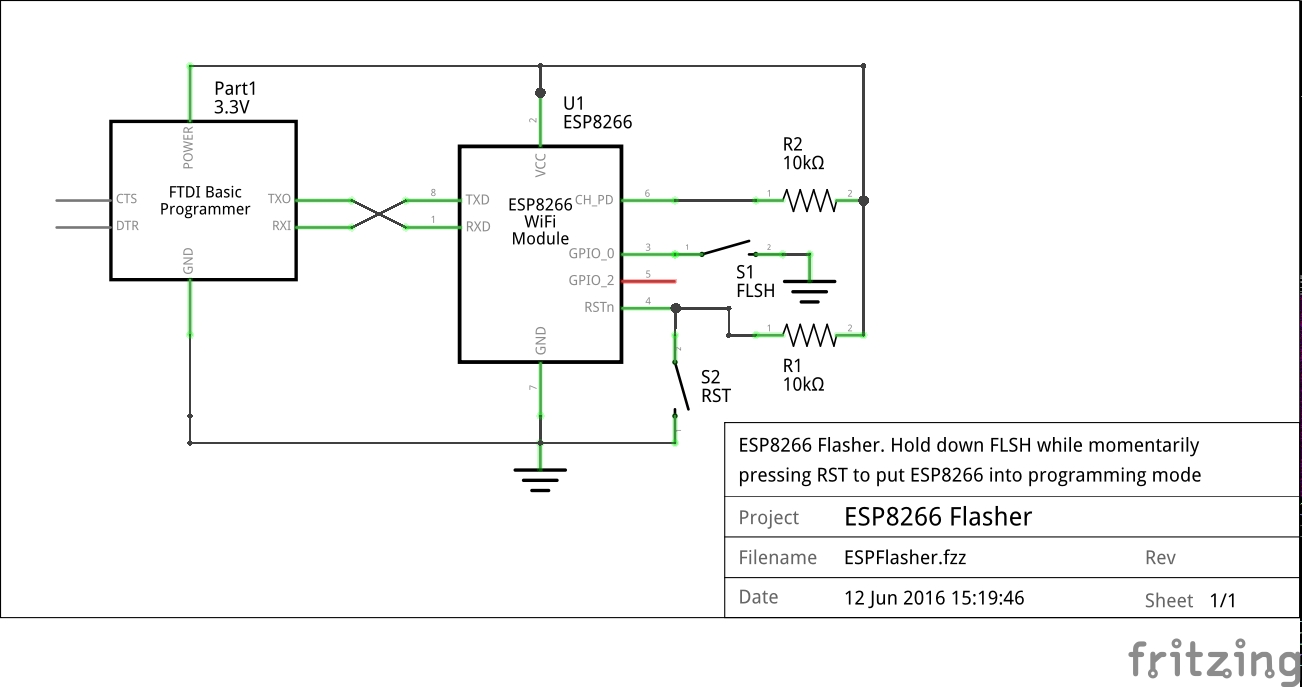 Part1
3.3V
POWER
FTDI Basic
Programmer
CTS
DTR
TXO
RXI
GND
U1
ESP8266
2
VCC
8
TXD
1
RXD
ESP8266
WiFi
Module
CH_PD
6
GPIO_0
3
GPIO_2
5
RSTn
4
GND
7
R2
10kΩ
1
2
1
2
S1
FLSH
1
2
R1
10kΩ
2
S2
RST
1
ESP8266 Flasher. Hold down FLSH while momentarily
pressing RST to put ESP8266 into programming mode
Project ESP8266 Flasher
Filename ESPFlasher.fzz Rev
Date 12 Jun 2016 15:19:46 Sheet 1/1
fritzing